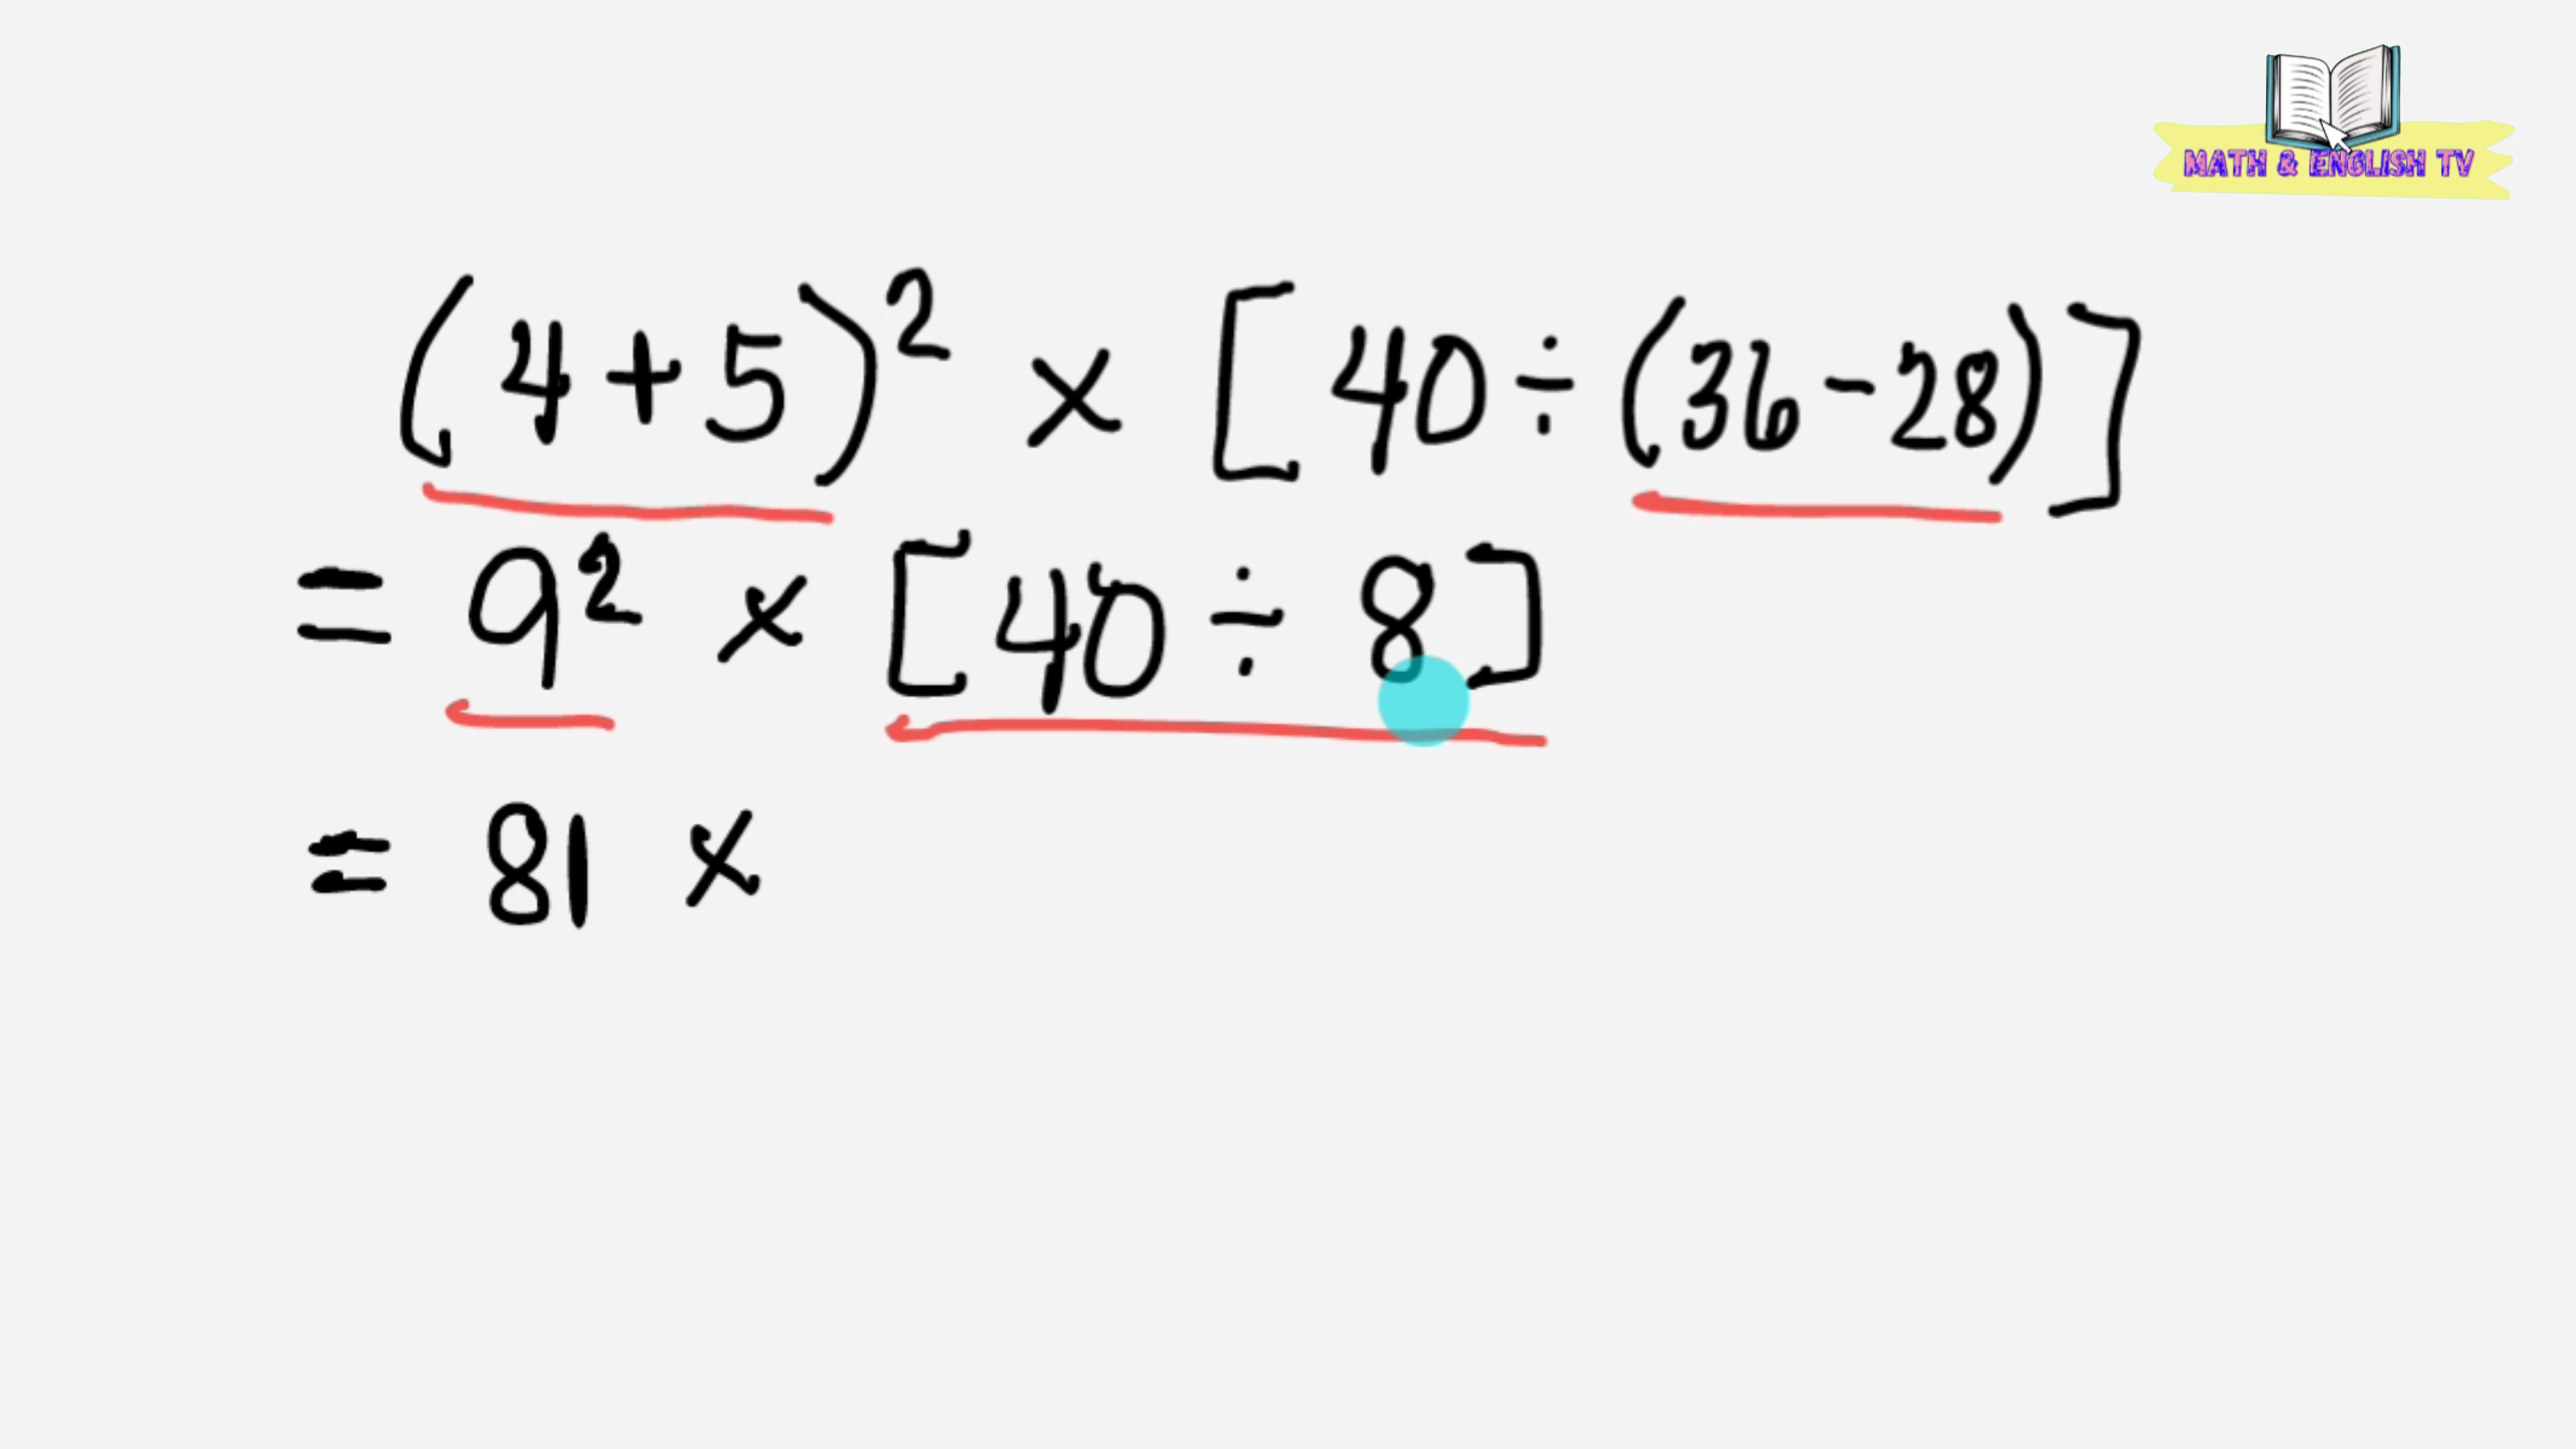 MATH & ENGLISH TV
(4+5)² × [40÷(36-28)]
= 9² × [40 ÷ 8]
= 81 ×